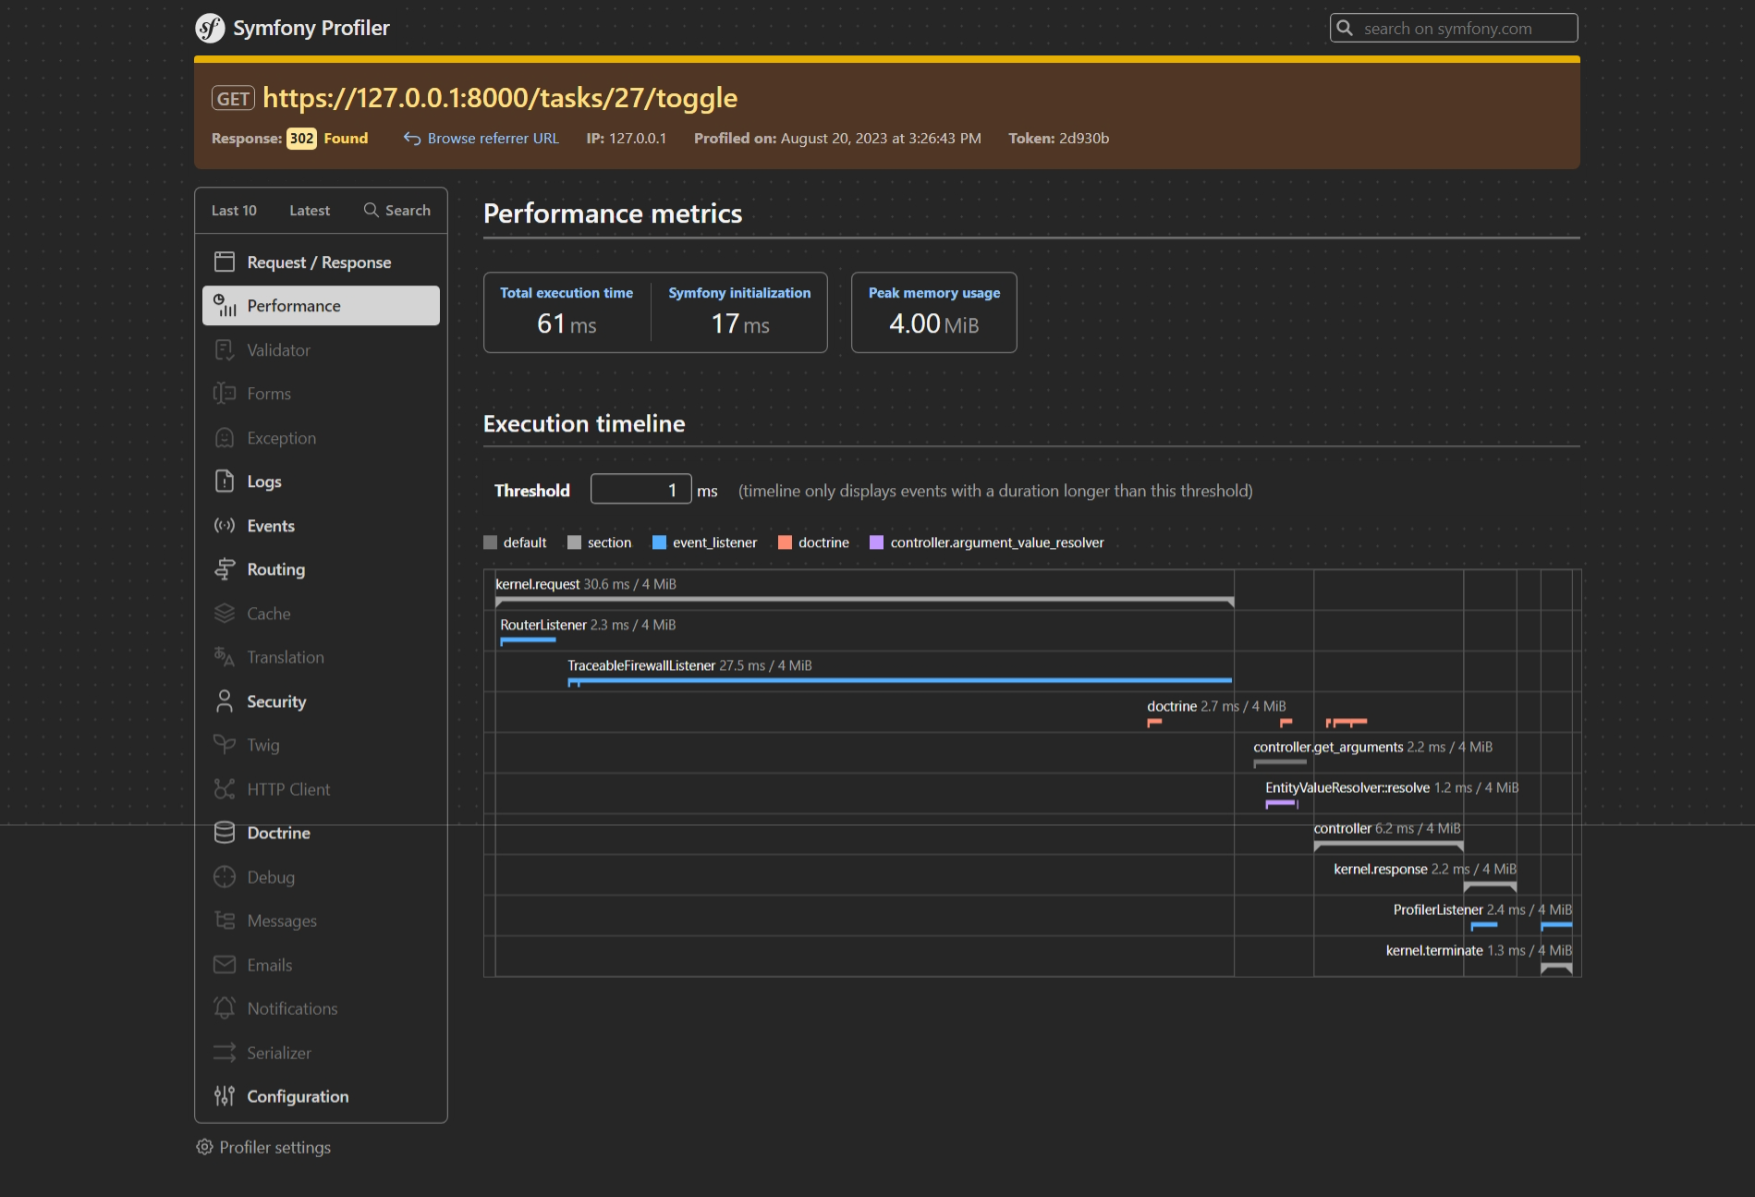 Symfony Profiler
search on symfony.com
GET https://127.0.0.1:8000/tasks/27/toggle
Response: 302 Found Browse referrer URL IP: 127.0.0.1 Profiled on: August 20, 2023 at 3:26:43 PM Token: 2d930b
Last 10 Latest Search
Request / Response
Performance
Validator
Forms
Exception
Logs
Events
Routing
Cache
Translation
Security
Twig
HTTP Client
Doctrine
Debug
Messages
Emails
Notifications
Serializer
Configuration
Profiler settings
Performance metrics
Total execution time
61 ms
Symfony initialization
17 ms
Peak memory usage
4.00 MiB
Execution timeline
Threshold 1 ms (timeline only displays events with a duration longer than this threshold)
default section event_listener doctrine controller.argument_value_resolver
kernel.request 30.6 ms / 4 MiB
RouterListener 2.3 ms / 4 MiB
TraceableFirewallListener 27.5 ms / 4 MiB
doctrine 2.7 ms / 4 MiB
controller.get_arguments 2.2 ms / 4 MiB
EntityValueResolver::resolve 1.2 ms / 4 MiB
controller 6.2 ms / 4 MiB
kernel.response 2.2 ms / 4 MiB
ProfilerListener 2.4 ms / 4 MiB
kernel.terminate 1.3 ms / 4 MiB